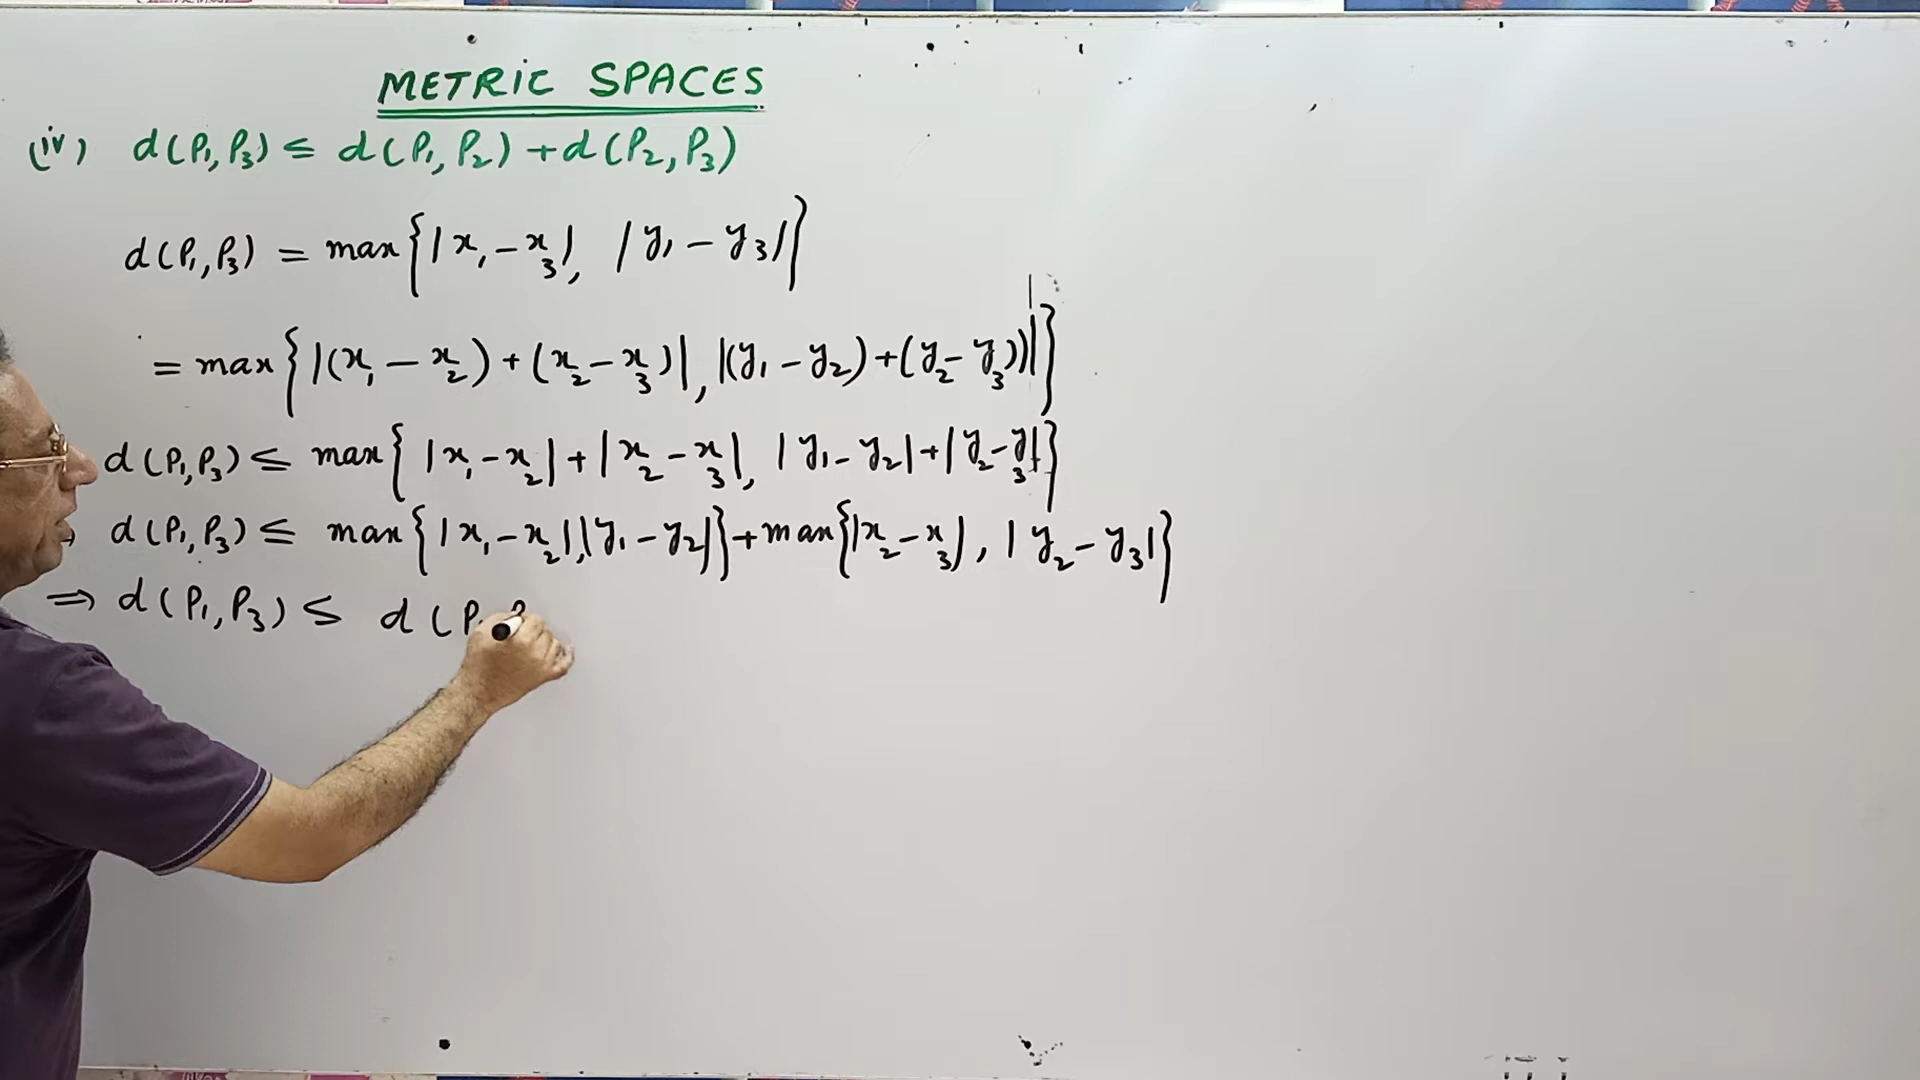 METRIC SPACES
(iv) d(P₁, P₃) ≤ d(P₁, P₂) + d(P₂, P₃)
d(P₁, P₃) = max{|x₁ - x₃|, |y₁ - y₃|}
= max{|(x₁ - x₂) + (x₂ - x₃)|, |(y₁ - y₂) + (y₂ - y₃)|}
d(P₁, P₃) ≤ max{|x₁ - x₂| + |x₂ - x₃|, |y₁ - y₂| + |y₂ - y₃|}
d(P₁, P₃) ≤ max{|x₁ - x₂|, |y₁ - y₂|} + max{|x₂ - x₃|, |y₂ - y₃|}
⇒ d(P₁, P₃) ≤ d(P